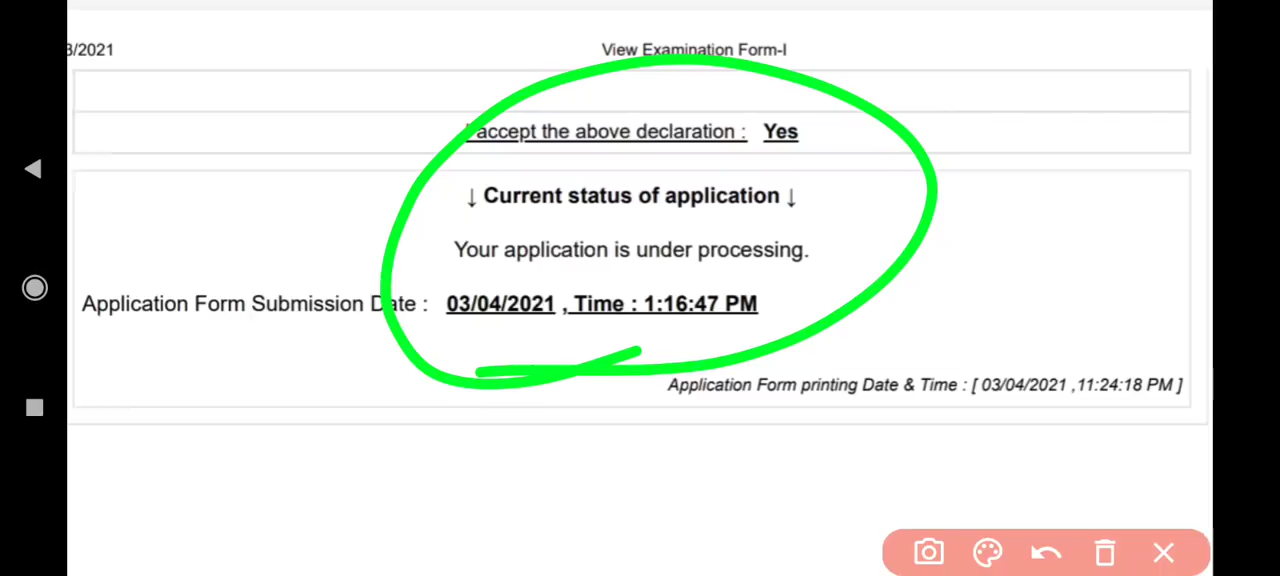 3/2021 View Examination Form-I
I accept the above declaration : Yes
↓ Current status of application ↓
Your application is under processing.
Application Form Submission Date : 03/04/2021 , Time : 1:16:47 PM
Application Form printing Date & Time : [ 03/04/2021 ,11:24:18 PM ]